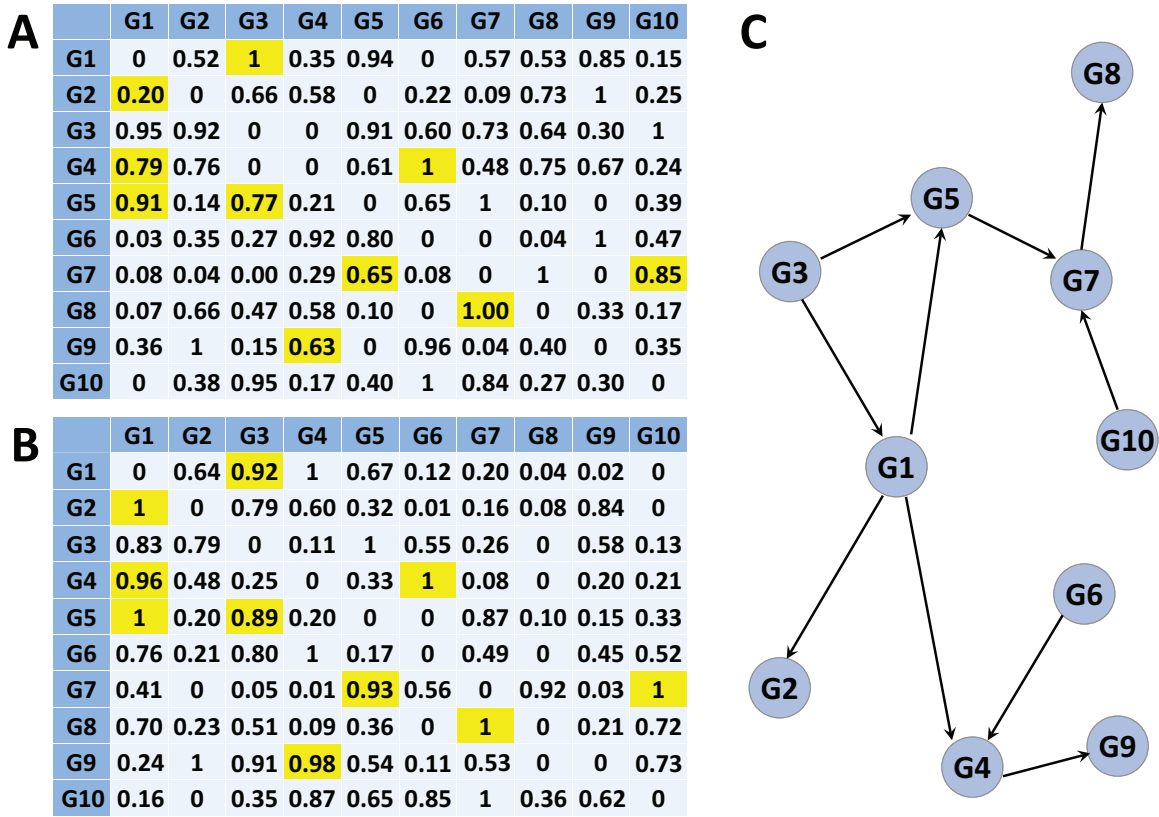 A
G1 G2 G3 G4 G5 G6 G7 G8 G9 G10
G1 0 0.52 1 0.35 0.94 0 0.57 0.53 0.85 0.15
G2 0.20 0 0.66 0.58 0 0.22 0.09 0.73 1 0.25
G3 0.95 0.92 0 0 0.91 0.60 0.73 0.64 0.30 1
G4 0.79 0.76 0 0 0.61 1 0.48 0.75 0.67 0.24
G5 0.91 0.14 0.77 0.21 0 0.65 1 0.10 0 0.39
G6 0.03 0.35 0.27 0.92 0.80 0 0 0.04 1 0.47
G7 0.08 0.04 0.00 0.29 0.65 0.08 0 1 0 0.85
G8 0.07 0.66 0.47 0.58 0.10 0 1.00 0 0.33 0.17
G9 0.36 1 0.15 0.63 0 0.96 0.04 0.40 0 0.35
G10 0 0.38 0.95 0.17 0.40 1 0.84 0.27 0.30 0
B
G1 G2 G3 G4 G5 G6 G7 G8 G9 G10
G1 0 0.64 0.92 1 0.67 0.12 0.20 0.04 0.02 0
G2 1 0 0.79 0.60 0.32 0.01 0.16 0.08 0.84 0
G3 0.83 0.79 0 0.11 1 0.55 0.26 0 0.58 0.13
G4 0.96 0.48 0.25 0 0.33 1 0.08 0 0.20 0.21
G5 1 0.20 0.89 0.20 0 0 0.87 0.10 0.15 0.33
G6 0.76 0.21 0.80 1 0.17 0 0.49 0 0.45 0.52
G7 0.41 0 0.05 0.01 0.93 0.56 0 0.92 0.03 1
G8 0.70 0.23 0.51 0.09 0.36 0 1 0 0.21 0.72
G9 0.24 1 0.91 0.98 0.54 0.11 0.53 0 0 0.73
G10 0.16 0 0.35 0.87 0.65 0.85 1 0.36 0.62 0
C
G8
G5
G3
G7
G10
G1
G6
G2
G9
G4